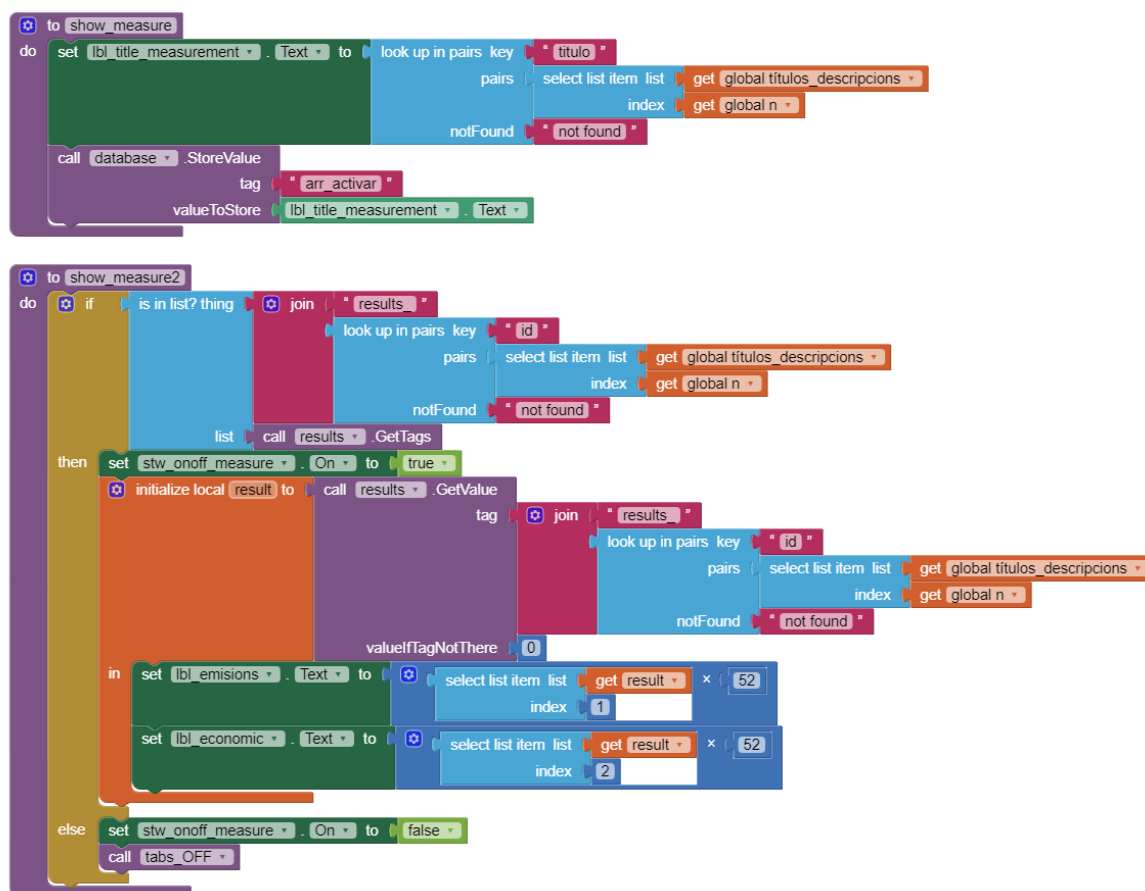 to show_measure
do set lbl_title_measurement . Text to look up in pairs key " titulo "
pairs select list item list get global títulos_descripcions
index get global n
notFound " not found "
call database .StoreValue
tag " arr_activar "
valueToStore lbl_title_measurement . Text
to show_measure2
do if is in list? thing join " results_ "
look up in pairs key " id "
pairs select list item list get global títulos_descripcions
index get global n
notFound " not found "
list call results .GetTags
then set stw_onoff_measure . On to true
initialize local result to call results .GetValue
tag join " results_ "
look up in pairs key " id "
pairs select list item list get global títulos_descripcions
index get global n
notFound " not found "
valueIfTagNotThere 0
in set lbl_emisions . Text to select list item list get result × 52
index 1
set lbl_economic . Text to select list item list get result × 52
index 2
else set stw_onoff_measure . On to false
call tabs_OFF